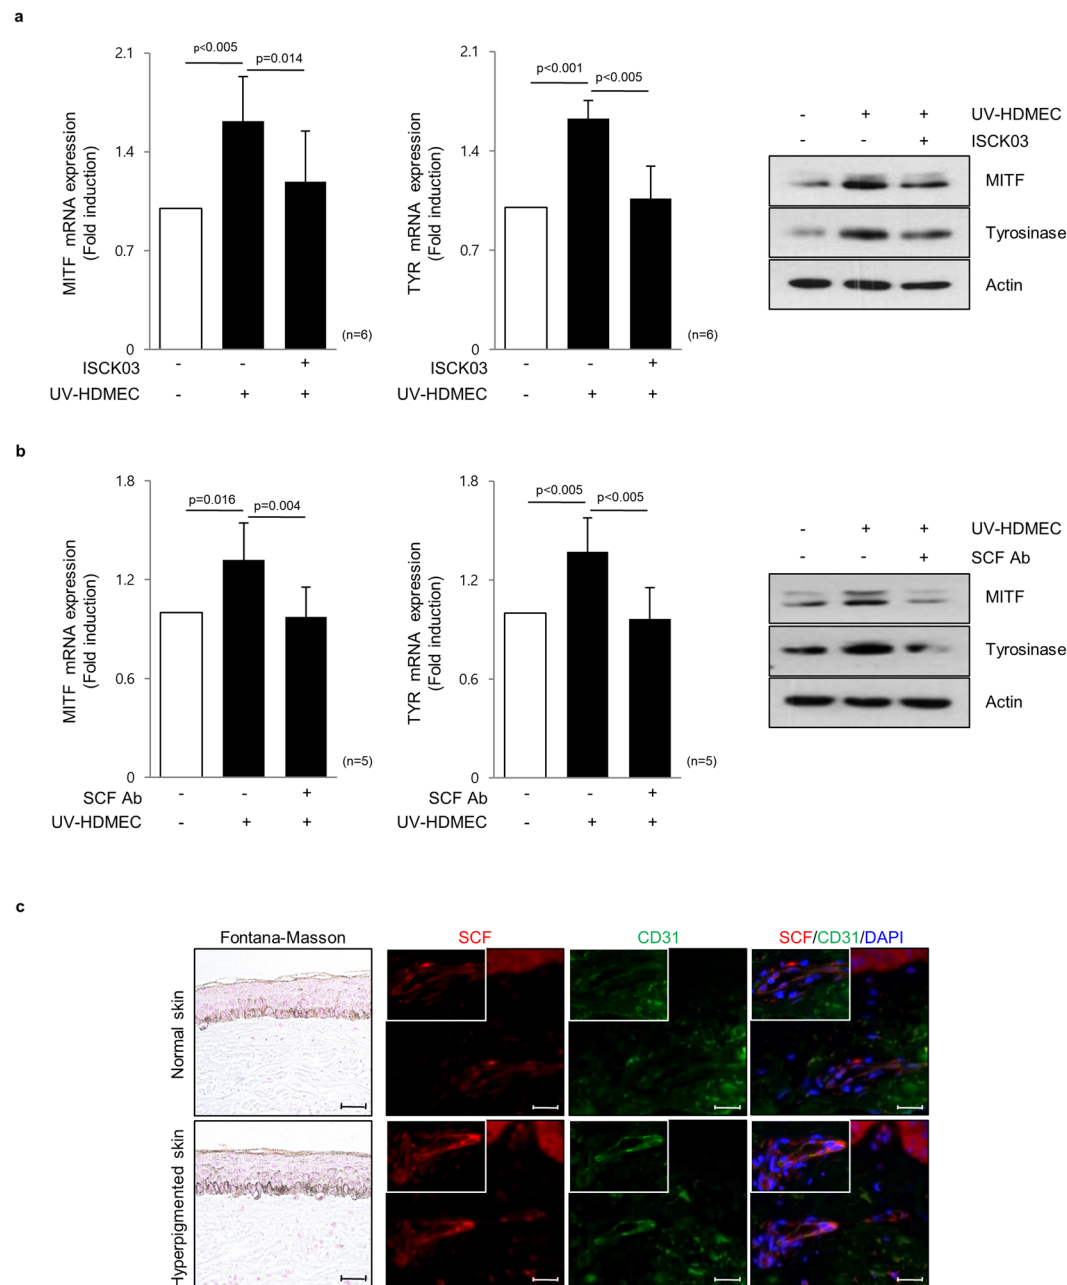 a
2.1
1.4
0.7
0
MITF mRNA expression
(Fold induction)
p<0.005
p=0.014
(n=6)
ISCK03 - - +
UV-HDMEC - + +
2.1
1.4
0.7
0
TYR mRNA expression
(Fold induction)
p<0.001
p<0.005
(n=6)
ISCK03 - - +
UV-HDMEC - + +
- + + UV-HDMEC
- - + ISCK03
MITF
Tyrosinase
Actin
b
1.8
1.2
0.6
0
MITF mRNA expression
(Fold induction)
p=0.016
p=0.004
(n=5)
SCF Ab - - +
UV-HDMEC - + +
1.8
1.2
0.6
0
TYR mRNA expression
(Fold induction)
p<0.005
p<0.005
(n=5)
SCF Ab - - +
UV-HDMEC - + +
- + + UV-HDMEC
- - + SCF Ab
MITF
Tyrosinase
Actin
c
Fontana-Masson SCF CD31 SCF/CD31/DAPI
Normal skin
Hyperpigmented skin